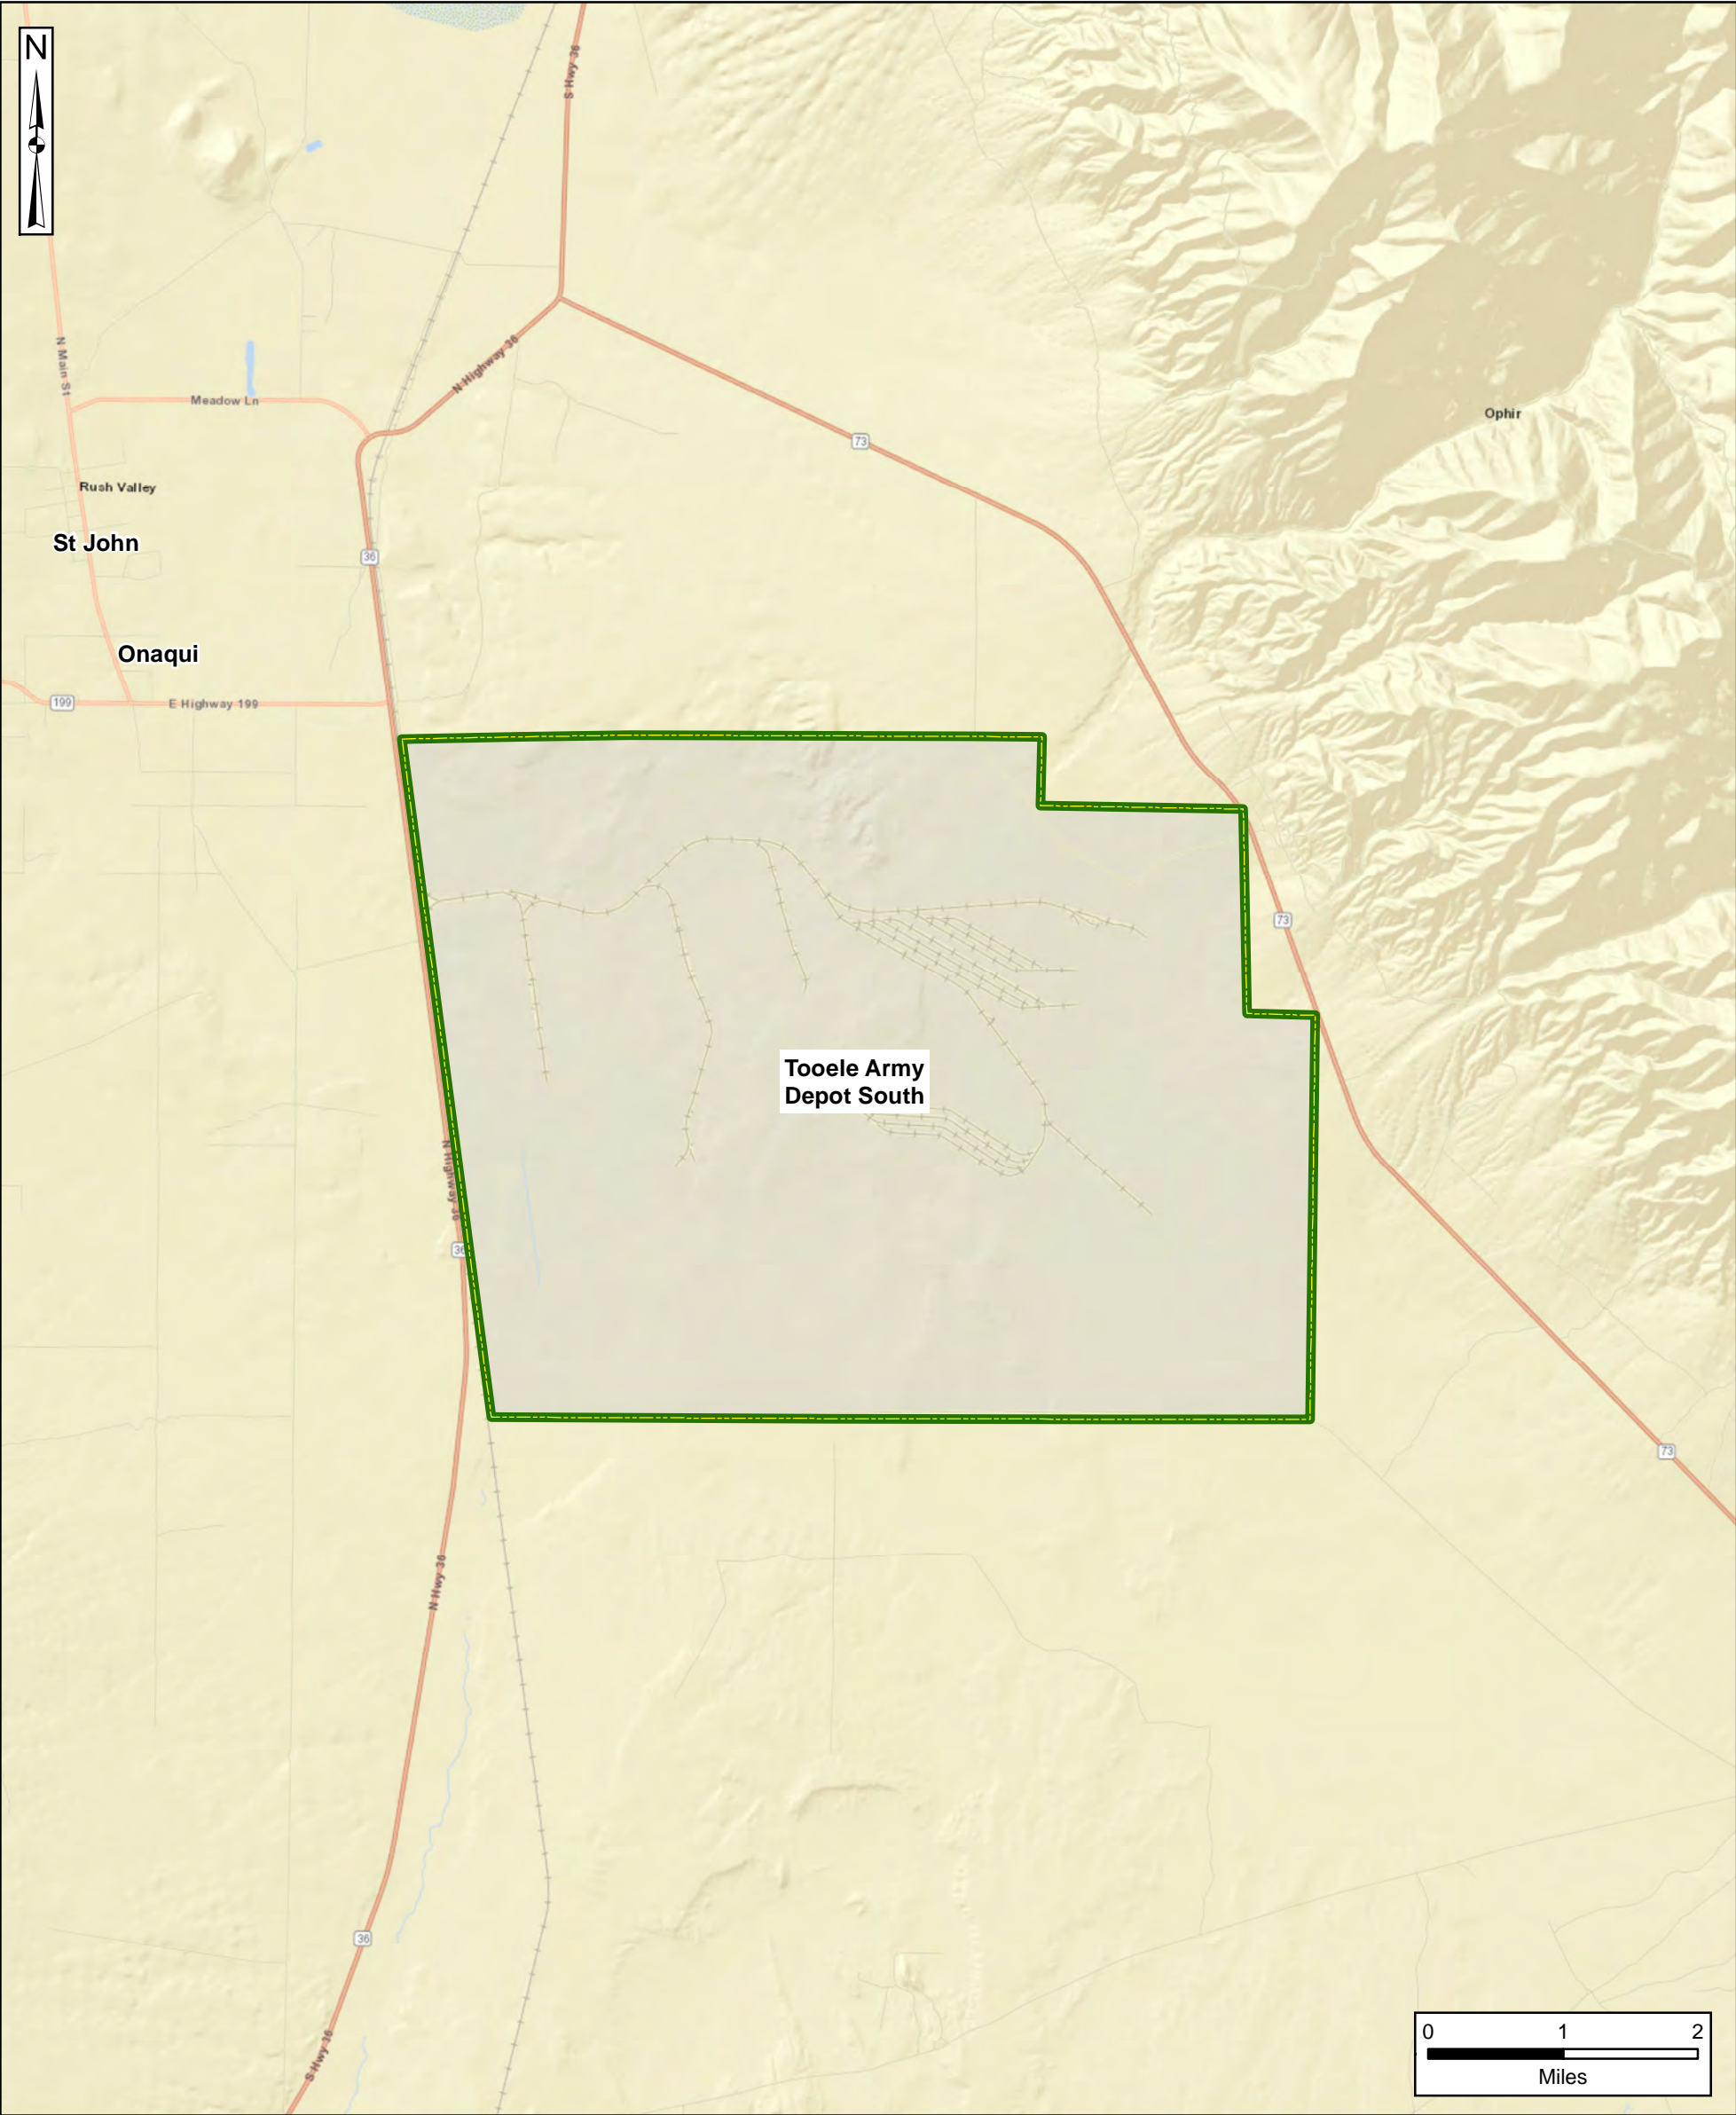 N
S Hwy 36
N Highway 36
N Main St
Meadow Ln
Ophir
73
Rush Valley
St John
36
Onaqui
199
E Highway 199
73
Tooele Army
Depot South
N Highway 36
36
73
N Hwy 36
36
S Hwy 36
0 1 2
Miles